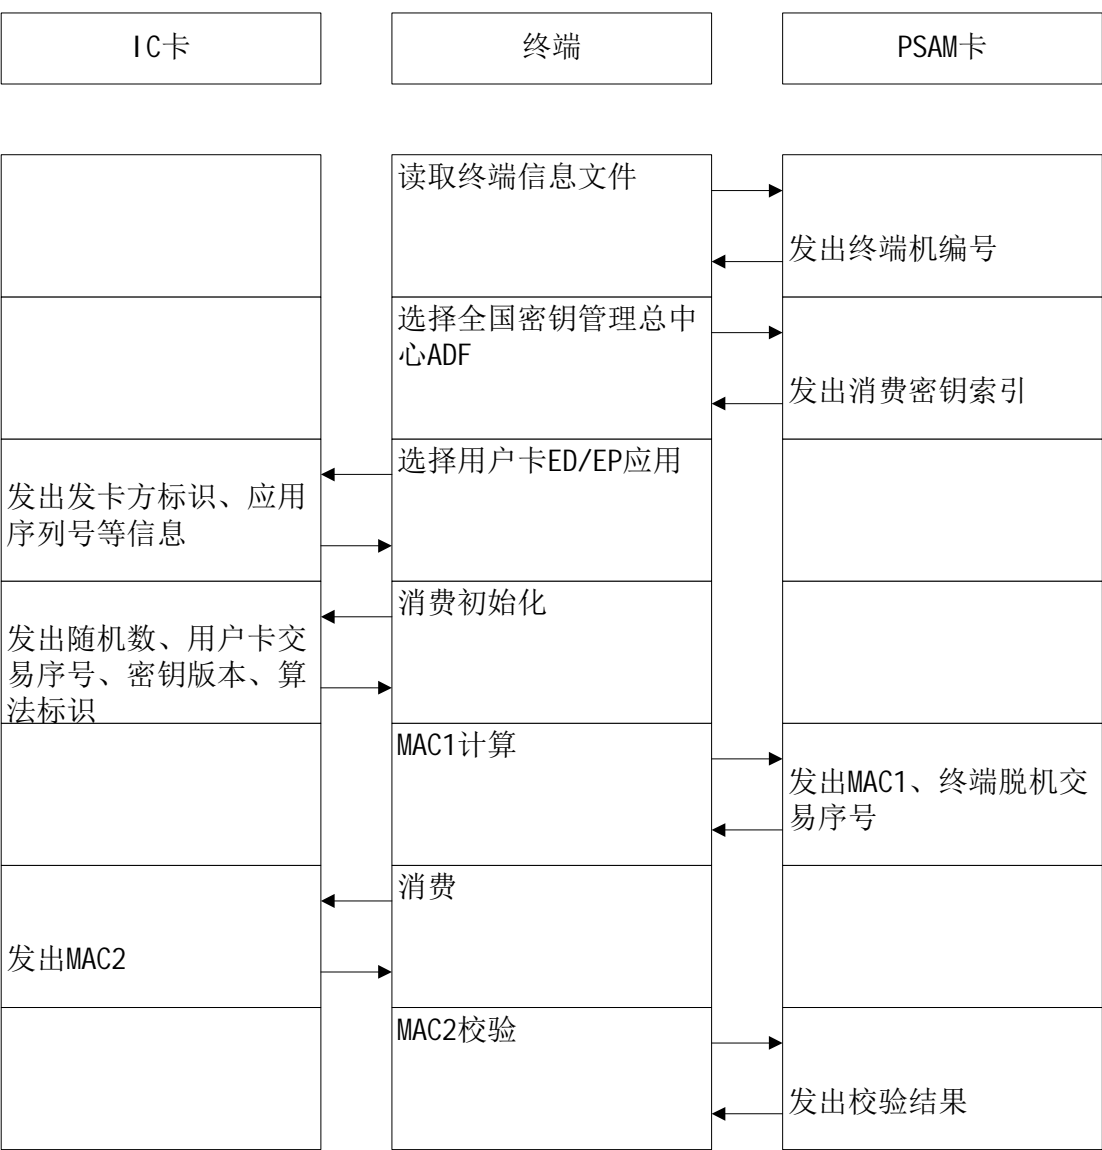 IC卡
终端
PSAM卡
读取终端信息文件
发出终端机编号
选择全国密钥管理总中
心ADF
发出消费密钥索引
选择用户卡ED/EP应用
发出发卡方标识、应用
序列号等信息
消费初始化
发出随机数、用户卡交
易序号、密钥版本、算
法标识
MAC1计算
发出MAC1、终端脱机交
易序号
消费
发出MAC2
MAC2校验
发出校验结果